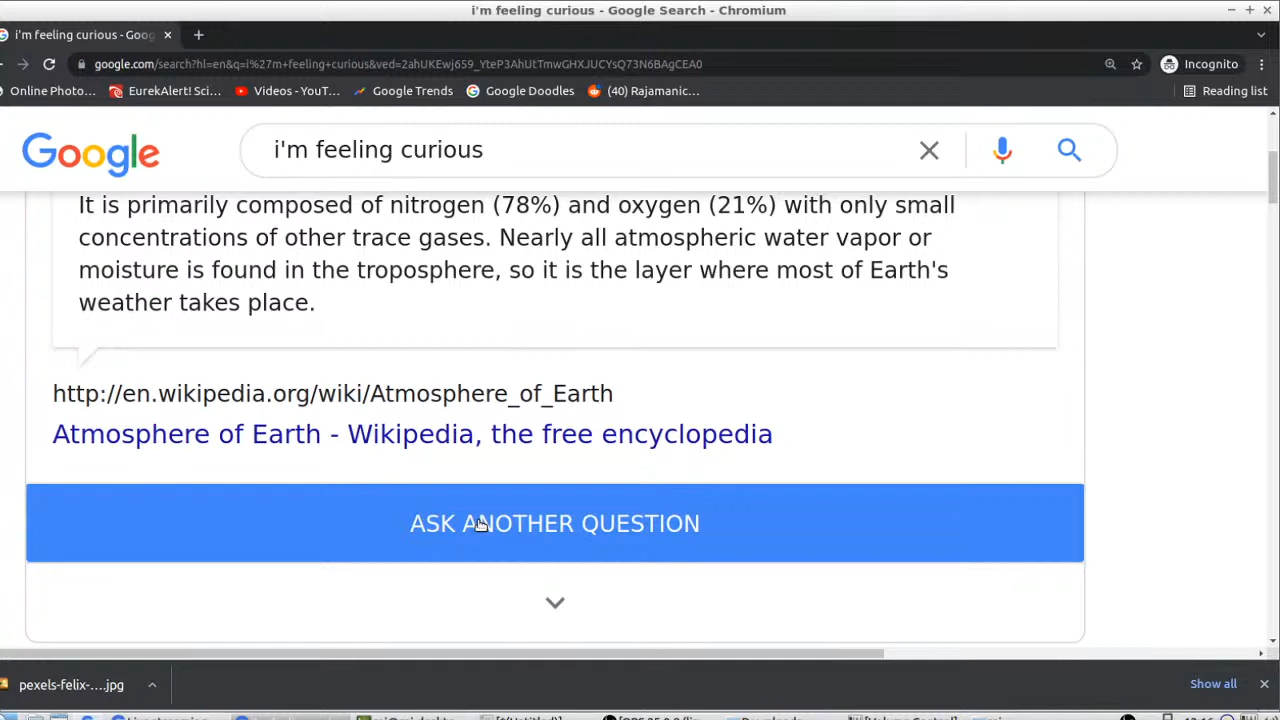 i'm feeling curious - Google Search - Chromium
i'm feeling curious - Goog
google.com/search?hl=en&q=i%27m+feeling+curious&ved=2ahUKEwj659_YteP3AhUtTmwGHXJUCYsQ73N6BAgCEA0
Incognito
Online Photo... EurekAlert! Sci... Videos - YouT... Google Trends Google Doodles (40) Rajamanic... Reading list
Google i'm feeling curious
It is primarily composed of nitrogen (78%) and oxygen (21%) with only small
concentrations of other trace gases. Nearly all atmospheric water vapor or
moisture is found in the troposphere, so it is the layer where most of Earth's
weather takes place.
http://en.wikipedia.org/wiki/Atmosphere_of_Earth
Atmosphere of Earth - Wikipedia, the free encyclopedia
ASK ANOTHER QUESTION
pexels-felix-....jpg Show all